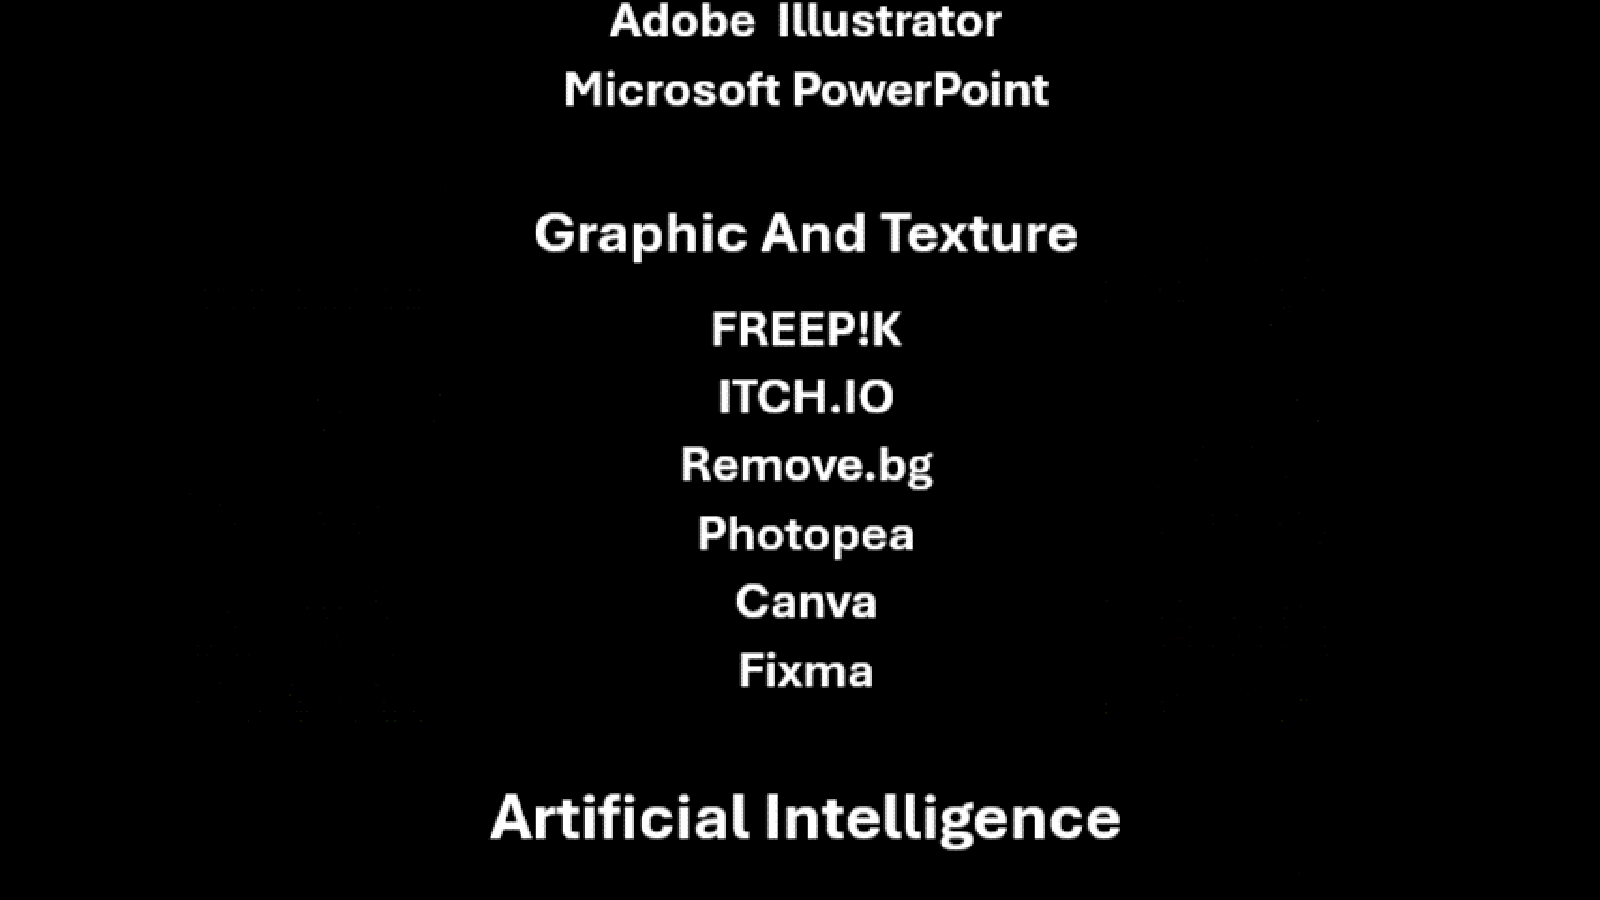 Adobe Illustrator
Microsoft PowerPoint
Graphic And Texture
FREEP!K
ITCH.IO
Remove.bg
Photopea
Canva
Fixma
Artificial Intelligence